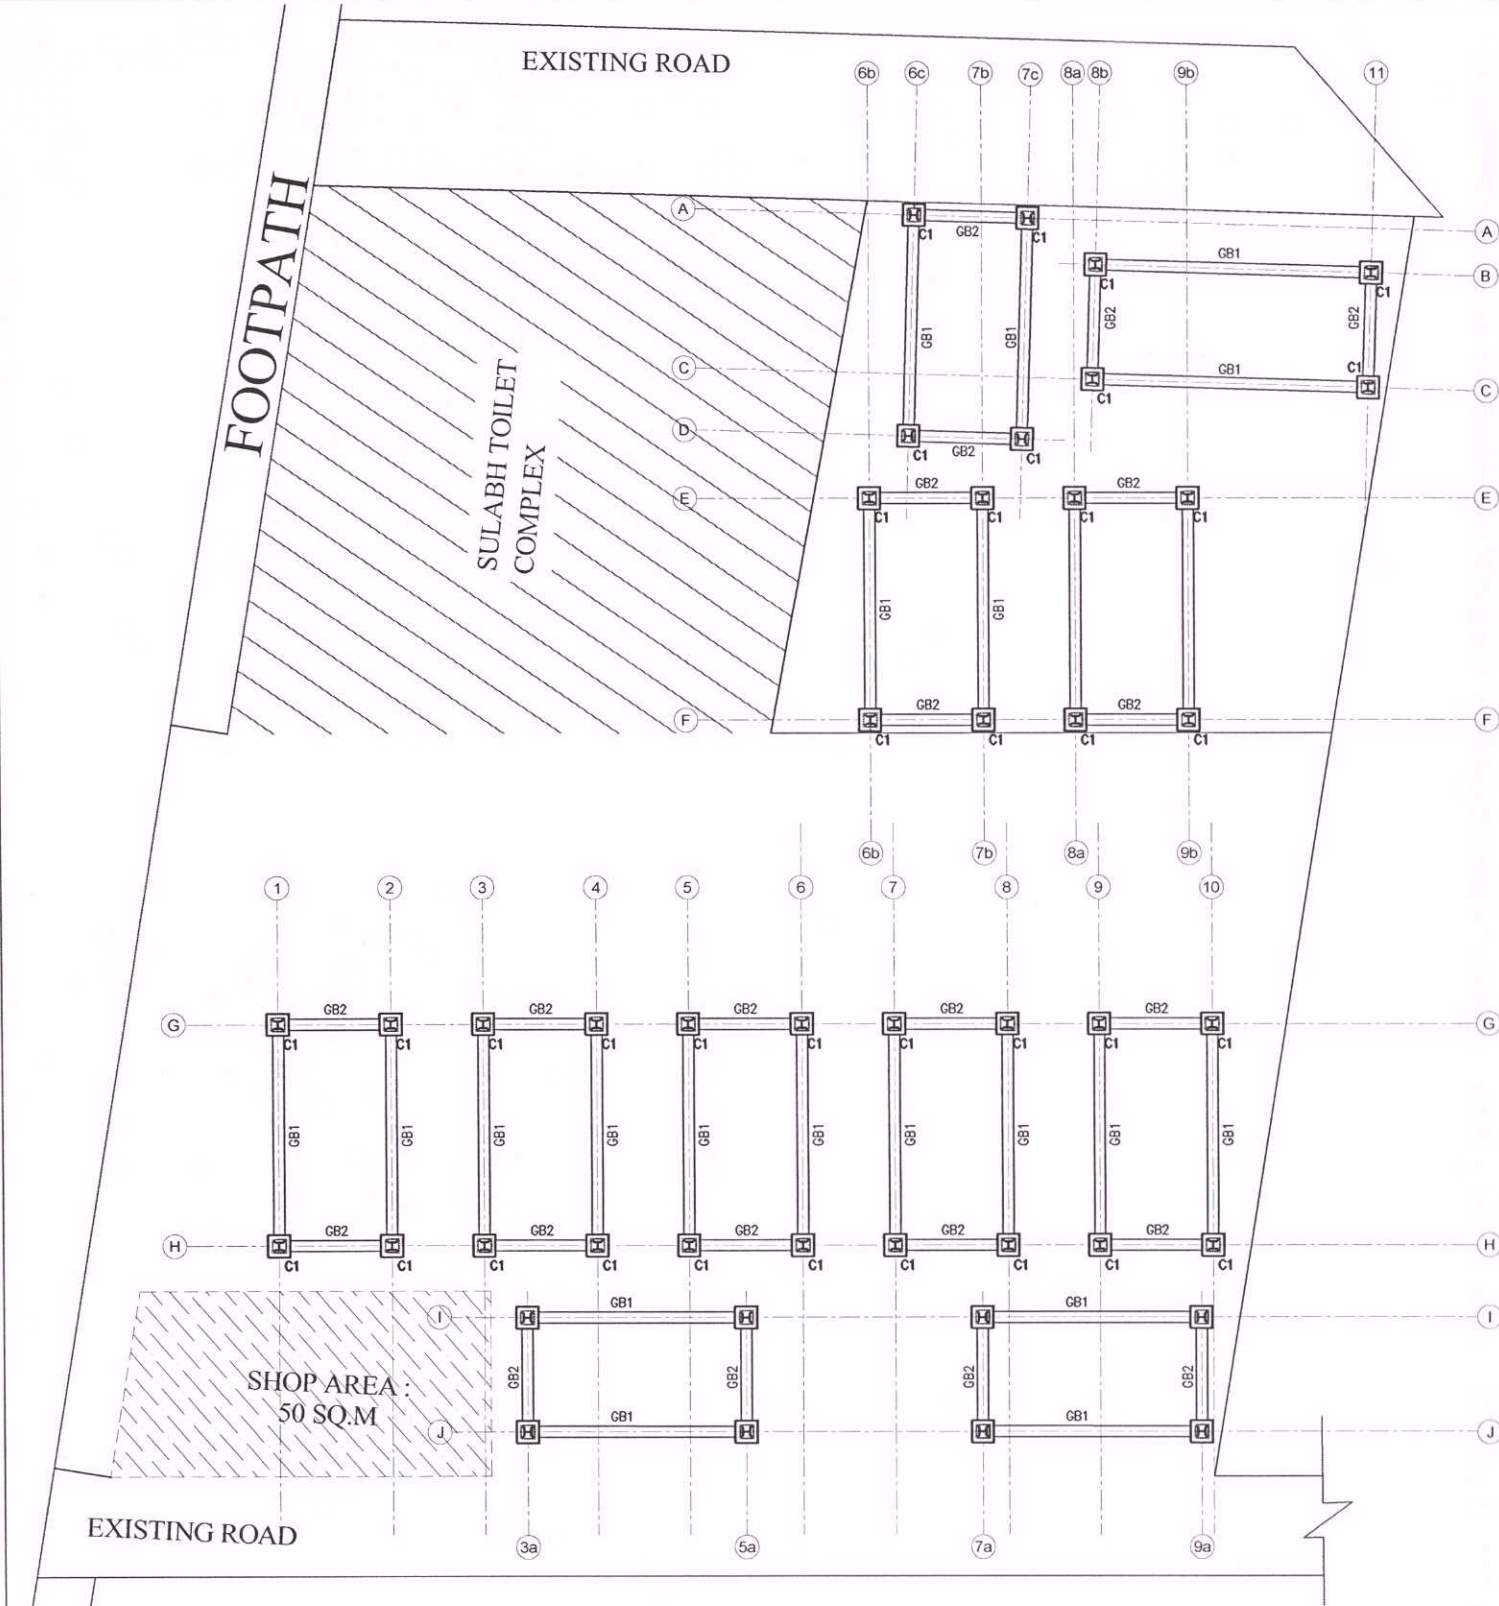 EXISTING ROAD
6b 6c 7b 7c 8a 8b 9b 11
FOOTPATH
A A
C1 GB2 C1
GB1
B
C1 C1
GB1 GB1 GB2 GB2
C GB1 C1 C
C1
SULABH TOILET
COMPLEX
D
C1 GB2 C1
E GB2 GB2 E
C1 C1 C1 C1
GB1 GB1
F GB2 GB2 F
C1 C1 C1 C1
6b 7b 8a 9b
1 2 3 4 5 6 7 8 9 10
G GB2 GB2 GB2 GB2 GB2 G
C1 C1 C1 C1 C1 C1 C1 C1 C1 C1
GB1 GB1 GB1 GB1 GB1 GB1 GB1 GB1 GB1 GB1
H GB2 GB2 GB2 GB2 GB2 H
C1 C1 C1 C1 C1 C1 C1 C1 C1 C1
I GB1 GB1 I
GB2 GB2 GB2 GB2
SHOP AREA :
50 SQ.M
J GB1 GB1 J
EXISTING ROAD
3a 5a 7a 9a